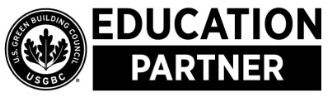 U.S. GREEN BUILDING COUNCIL
USGBC
EDUCATION
PARTNER